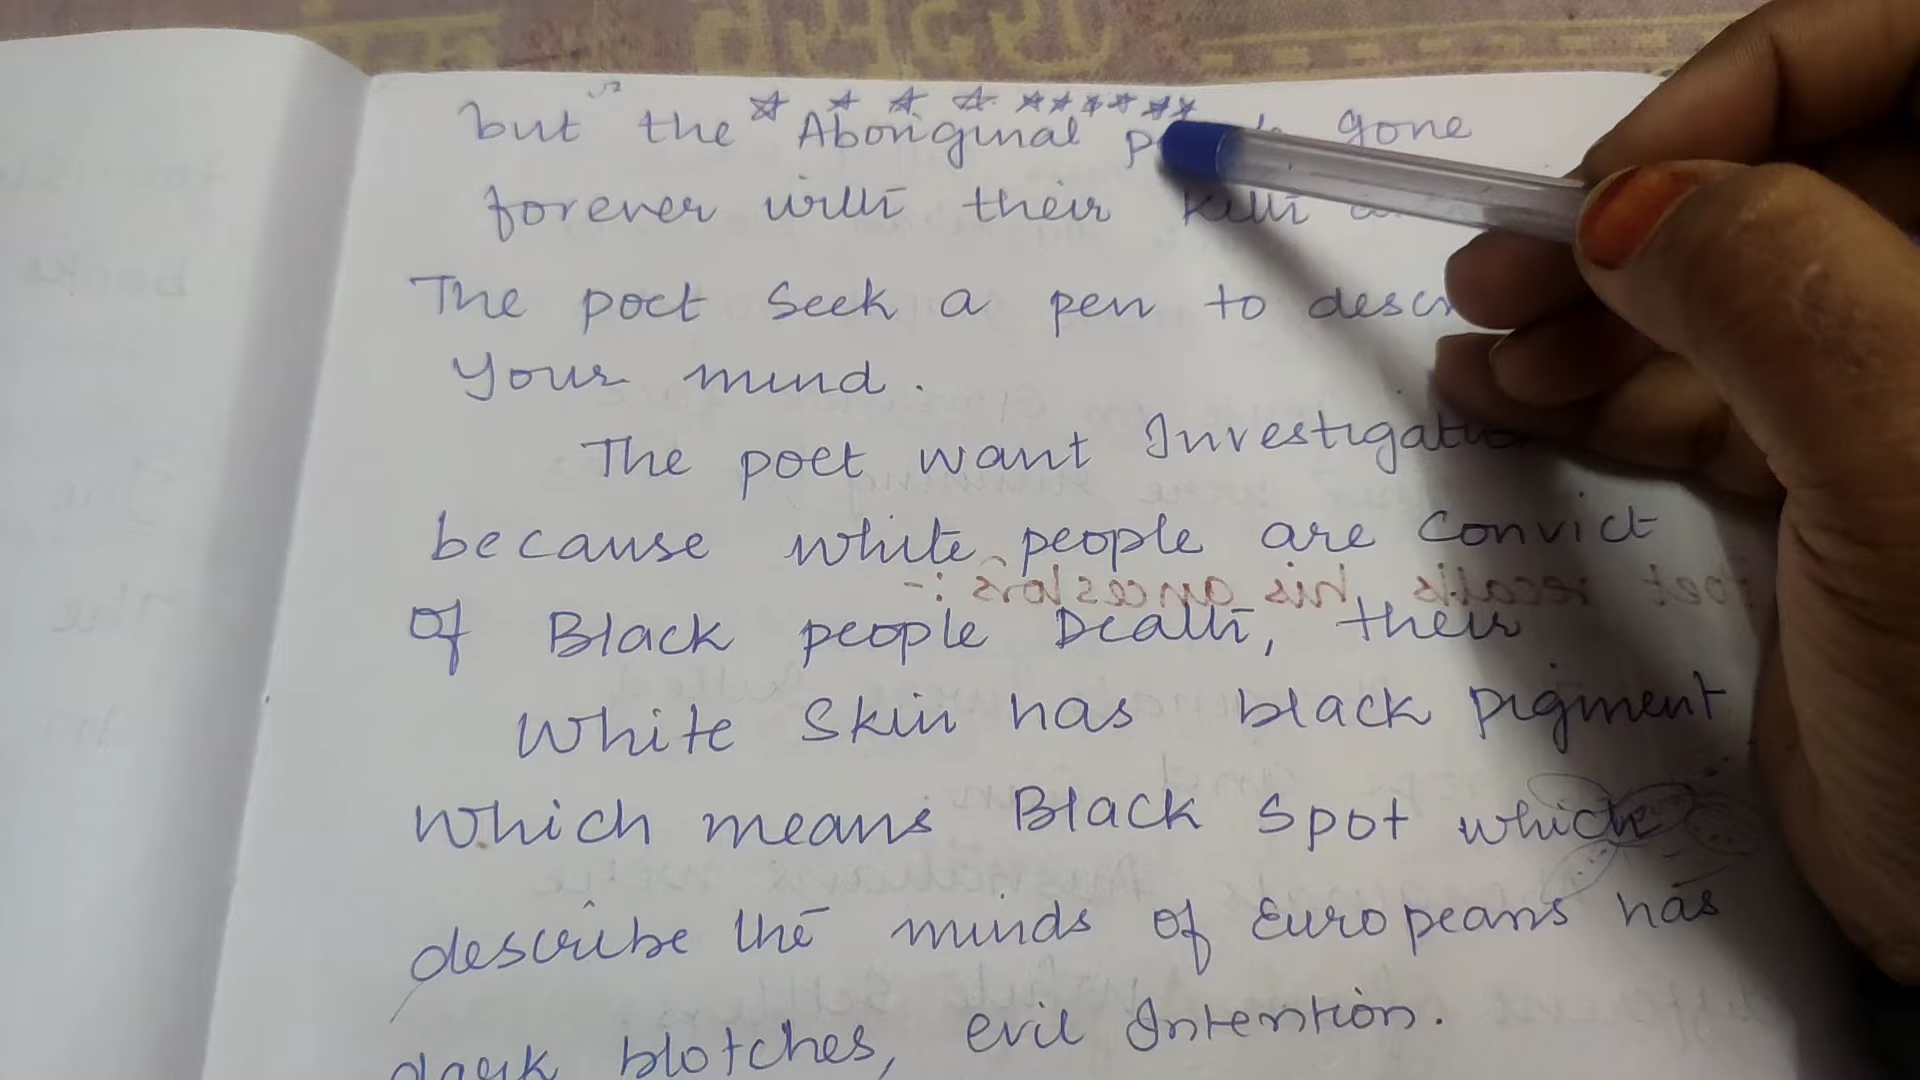 but the Aboriginal gone
forever with their
The poet Seek a pen to
Your mind.
The poet want
because white people are Convict
Of Black people Death, their
White Skin has black pigment
Which means Black Spot which
describe the minds of Europeans has
dark blotches, evil Intention.